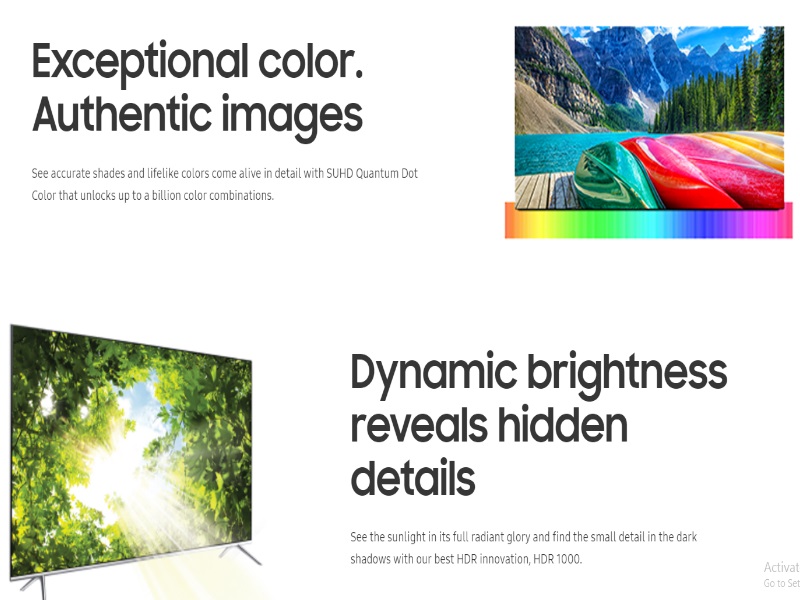 Exceptional color.
Authentic images
See accurate shades and lifelike colors come alive in detail with SUHD Quantum Dot
Color that unlocks up to a billion color combinations.
Dynamic brightness
reveals hidden
details
See the sunlight in its full radiant glory and find the small detail in the dark
shadows with our best HDR innovation, HDR 1000.
Activat
Go to Set